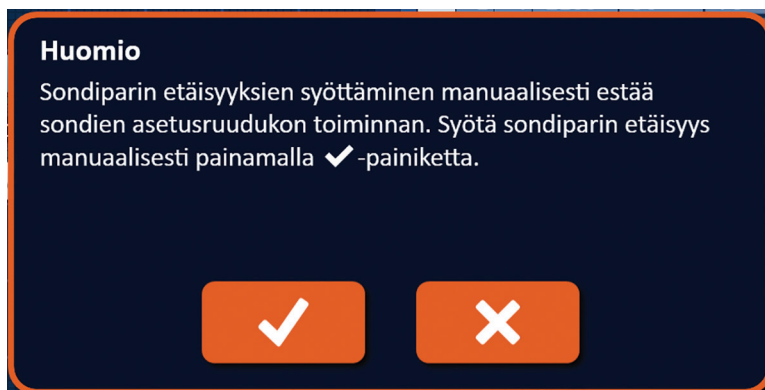 Huomio
Sondiparin etäisyyksien syöttäminen manuaalisesti estää
sondien asetusruudukon toiminnan. Syötä sondiparin etäisyys
manuaalisesti painamalla ✔-painiketta.